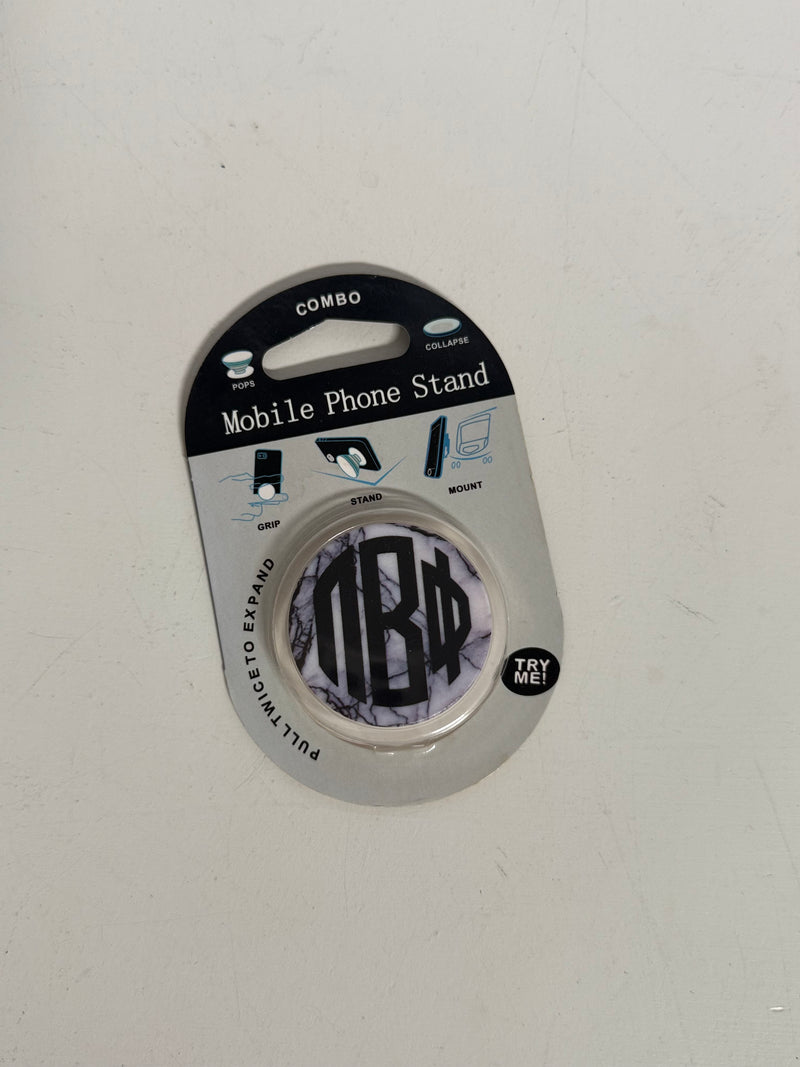 COMBO
POPS
COLLAPSE
Mobile Phone Stand
GRIP
STAND
MOUNT
PULL TWICE TO EXPAND
ΠΒΦ
TRY
ME!